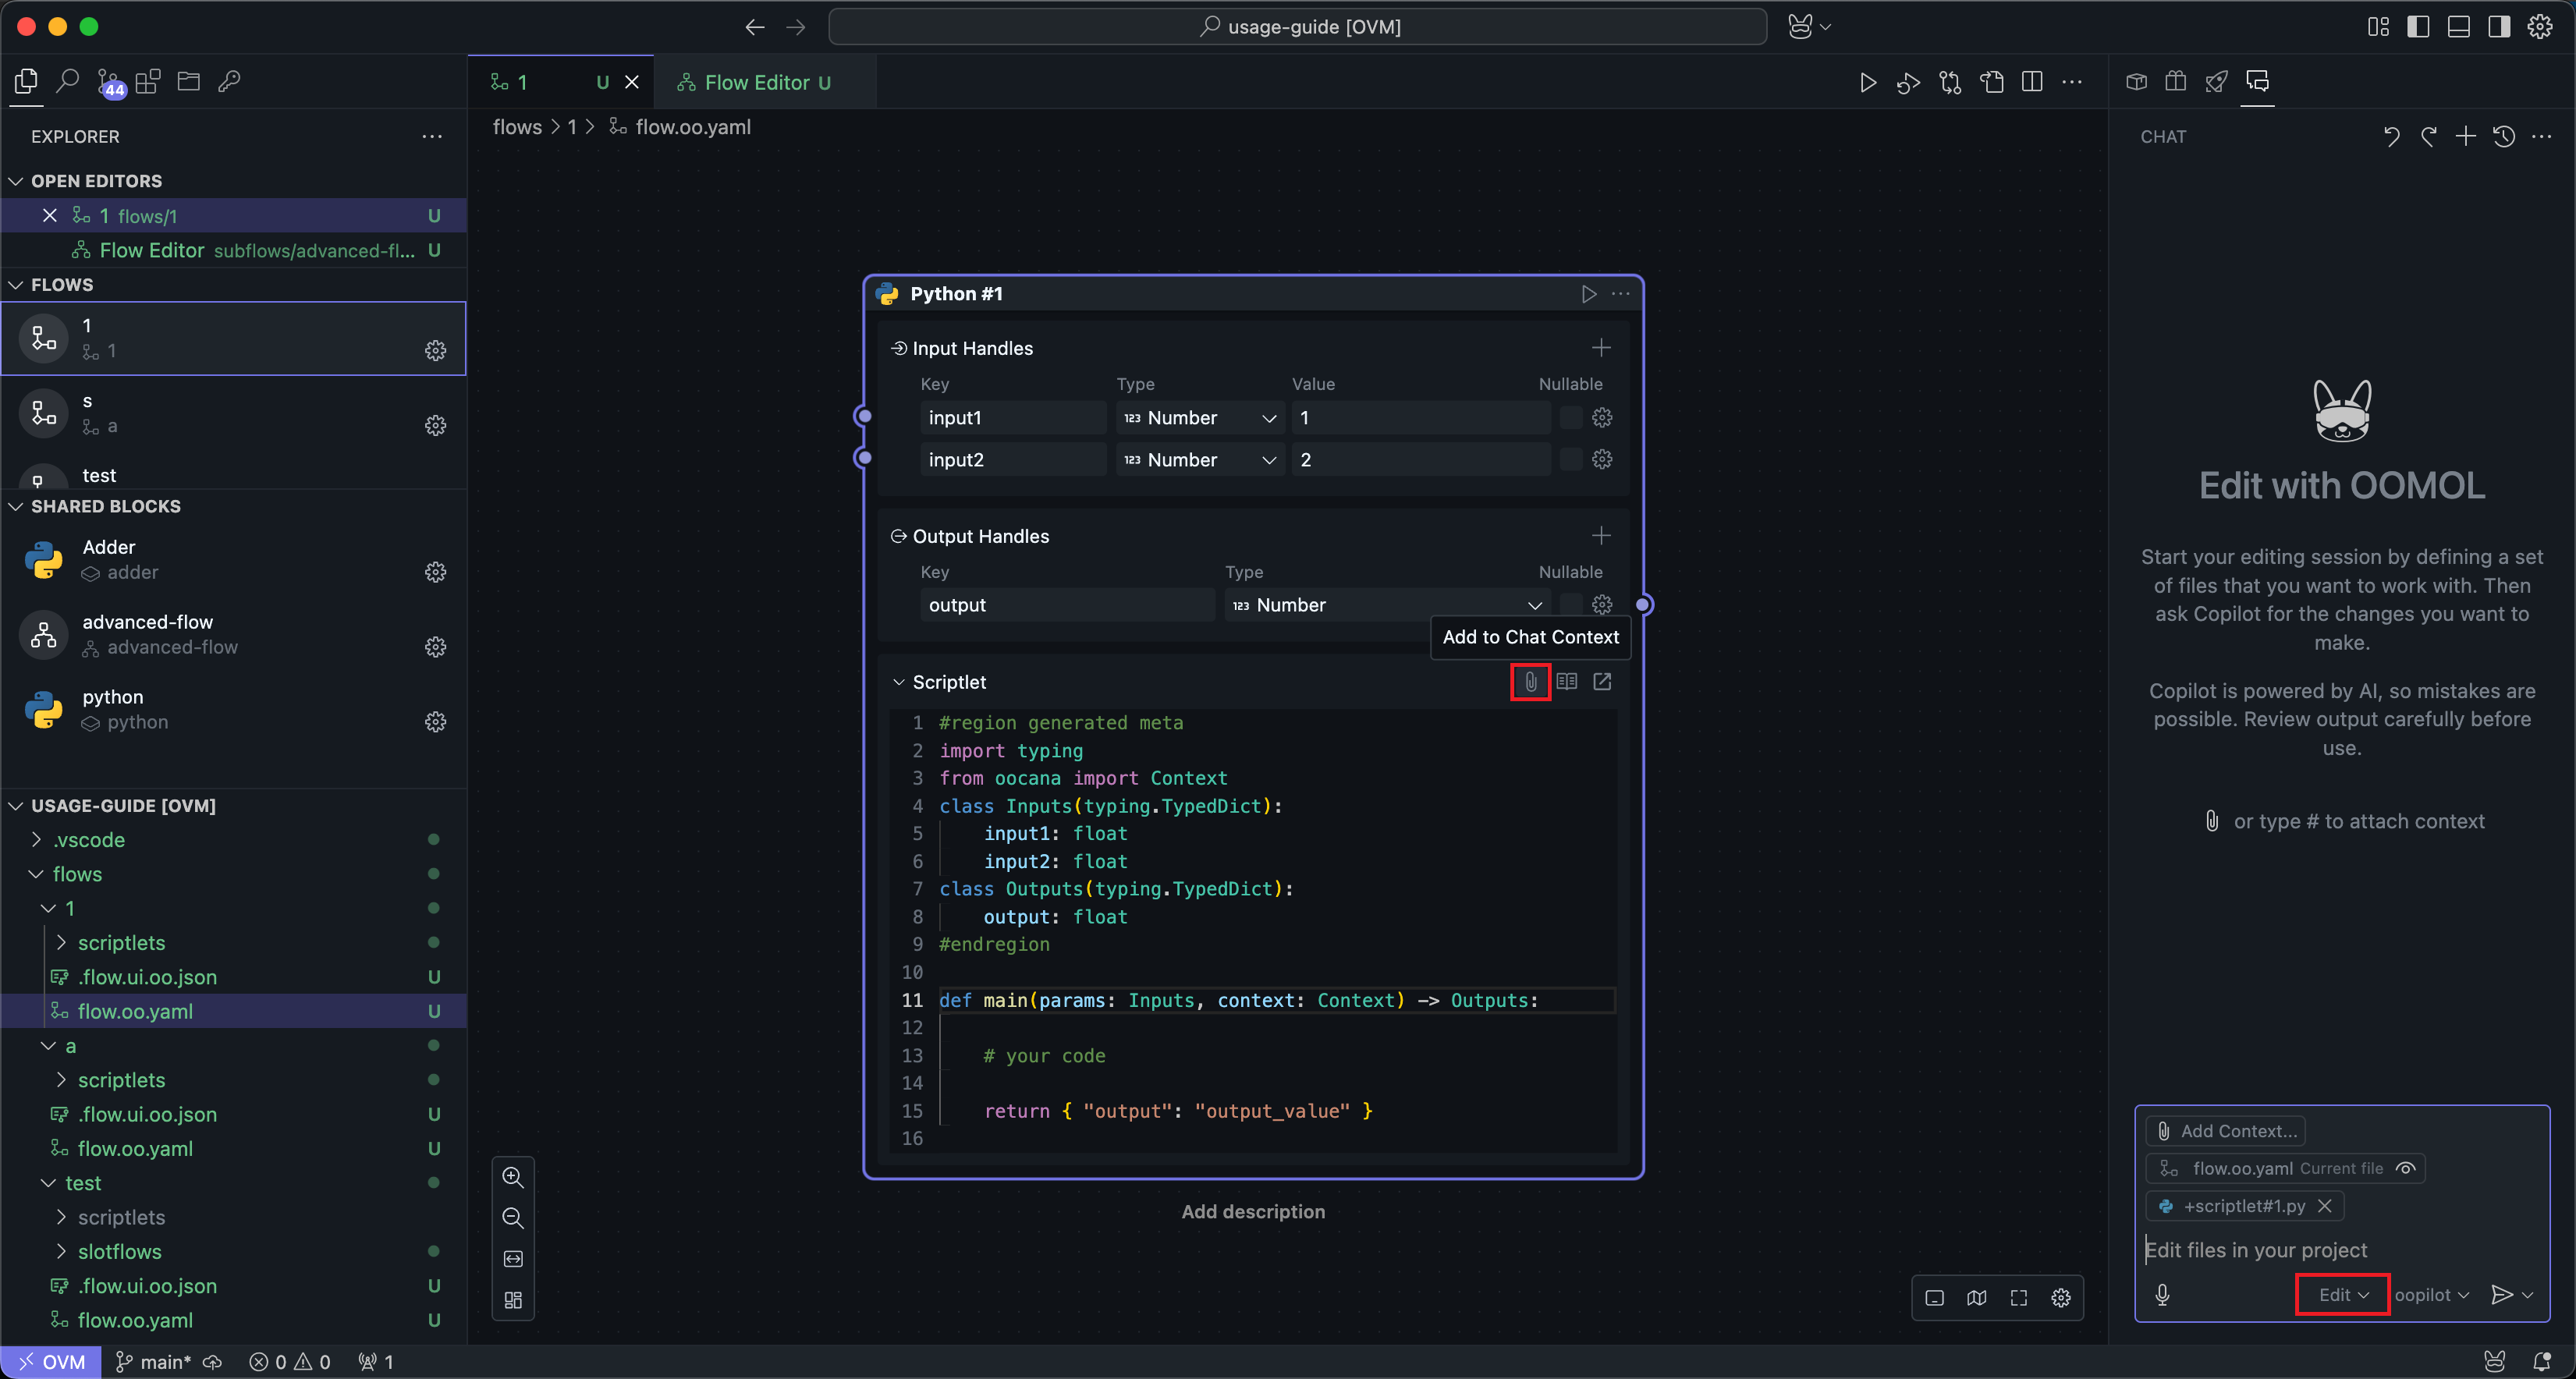 usage-guide [OVM]
44
1 U
Flow Editor U
EXPLORER
OPEN EDITORS
1 flows/1 U
Flow Editor subflows/advanced-fl... U
FLOWS
1
1
s
a
test
SHARED BLOCKS
Adder
adder
advanced-flow
advanced-flow
python
python
USAGE-GUIDE [OVM]
.vscode
flows
1
scriptlets
.flow.ui.oo.json U
flow.oo.yaml U
a
scriptlets
.flow.ui.oo.json U
flow.oo.yaml U
test
scriptlets
slotflows
.flow.ui.oo.json U
flow.oo.yaml U
flows > 1 > flow.oo.yaml
Python #1
Input Handles
Key Type Value Nullable
input1 123 Number 1
input2 123 Number 2
Output Handles
Key Type Nullable
output 123 Number
Add to Chat Context
Scriptlet
1 #region generated meta
2 import typing
3 from oocana import Context
4 class Inputs(typing.TypedDict):
5 input1: float
6 input2: float
7 class Outputs(typing.TypedDict):
8 output: float
9 #endregion
10
11 def main(params: Inputs, context: Context) -> Outputs:
12
13 # your code
14
15 return { "output": "output_value" }
16
Add description
CHAT
Edit with OOMOL
Start your editing session by defining a set
of files that you want to work with. Then
ask Copilot for the changes you want to
make.
Copilot is powered by AI, so mistakes are
possible. Review output carefully before
use.
or type # to attach context
Add Context...
flow.oo.yaml Current file
+scriptlet#1.py
Edit files in your project
Edit oopilot
OVM main* 0 0 1